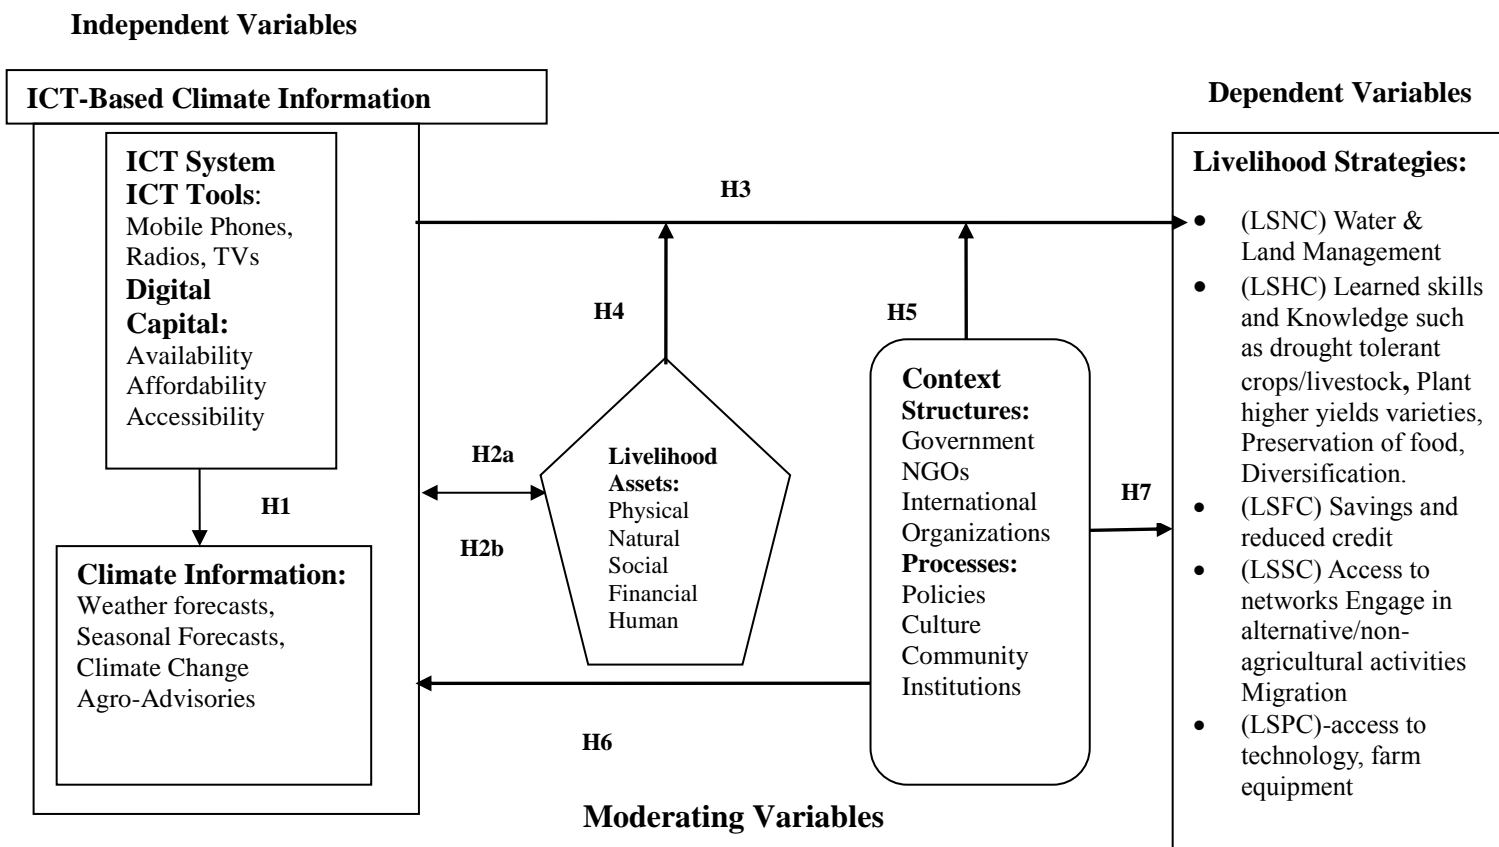 Independent Variables
ICT-Based Climate Information
ICT System
ICT Tools:
Mobile Phones,
Radios, TVs
Digital
Capital:
Availability
Affordability
Accessibility
H1
Climate Information:
Weather forecasts,
Seasonal Forecasts,
Climate Change
Agro-Advisories
H3
H4
H5
H2a
H2b
Livelihood
Assets:
Physical
Natural
Social
Financial
Human
Context
Structures:
Government
NGOs
International
Organizations
Processes:
Policies
Culture
Community
Institutions
H7
H6
Moderating Variables
Dependent Variables
Livelihood Strategies:
• (LSNC) Water &
Land Management
• (LSHC) Learned skills
and Knowledge such
as drought tolerant
crops/livestock, Plant
higher yields varieties,
Preservation of food,
Diversification.
• (LSFC) Savings and
reduced credit
• (LSSC) Access to
networks Engage in
alternative/non-
agricultural activities
Migration
• (LSPC)-access to
technology, farm
equipment